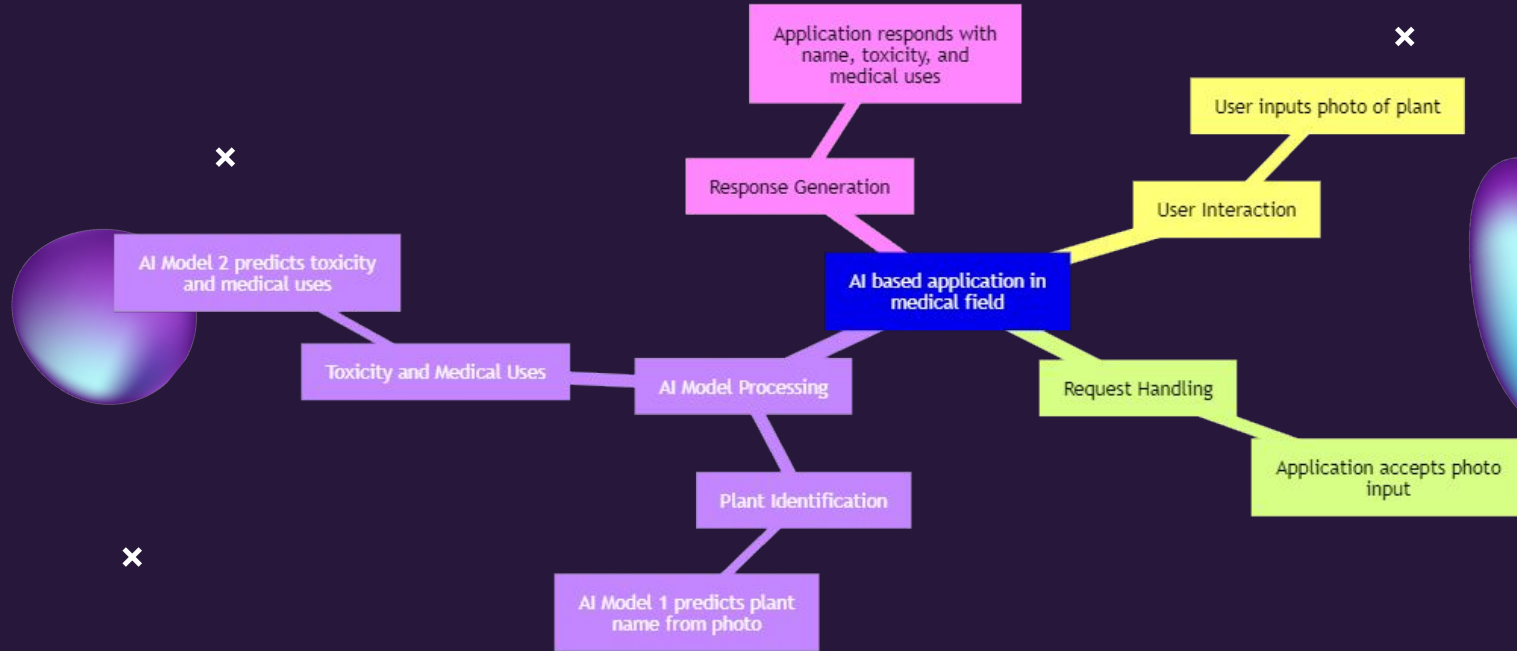 Application responds with
name, toxicity, and
medical uses
User inputs photo of plant
Response Generation
User Interaction
AI Model 2 predicts toxicity
and medical uses
AI based application in
medical field
Toxicity and Medical Uses
AI Model Processing
Request Handling
Application accepts photo
input
Plant Identification
AI Model 1 predicts plant
name from photo